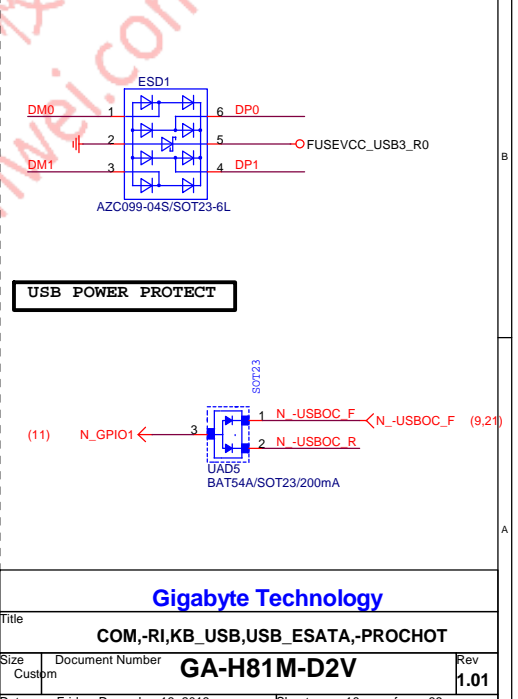 ESD1
DM0 1 6 DP0
2 5 FUSEVCC_USB3_R0
DM1 3 4 DP1
AZC099-04S/SOT23-6L
B
USB POWER PROTECT
SOT23
(11) N_GPIO1 3 1 N_-USBOC_F N_-USBOC_F (9,21)
2 N_-USBOC_R
UAD5
BAT54A/SOT23/200mA
A
Gigabyte Technology
Title
COM,-RI,KB_USB,USB_ESATA,-PROCHOT
Size Document Number Rev
Custom GA-H81M-D2V 1.01